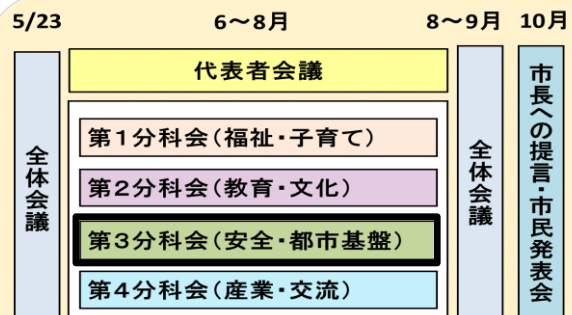 5/23
6～8月
8～9月
10月
全体会議
代表者会議
第1分科会(福祉・子育て)
第2分科会(教育・文化)
第3分科会(安全・都市基盤)
第4分科会(産業・交流)
全体会議
市長への提言・市民発表会